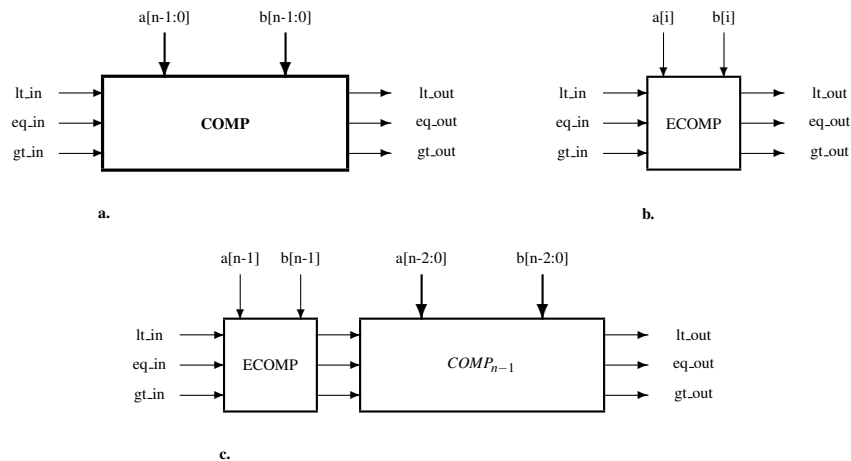 a[n-1:0] b[n-1:0] a[i] b[i]
lt_in lt_out lt_in lt_out
eq_in COMP eq_out eq_in ECOMP eq_out
gt_in gt_out gt_in gt_out
a. b.
a[n-1] b[n-1] a[n-2:0] b[n-2:0]
lt_in lt_out
eq_in ECOMP COMPn−1 eq_out
gt_in gt_out
c.